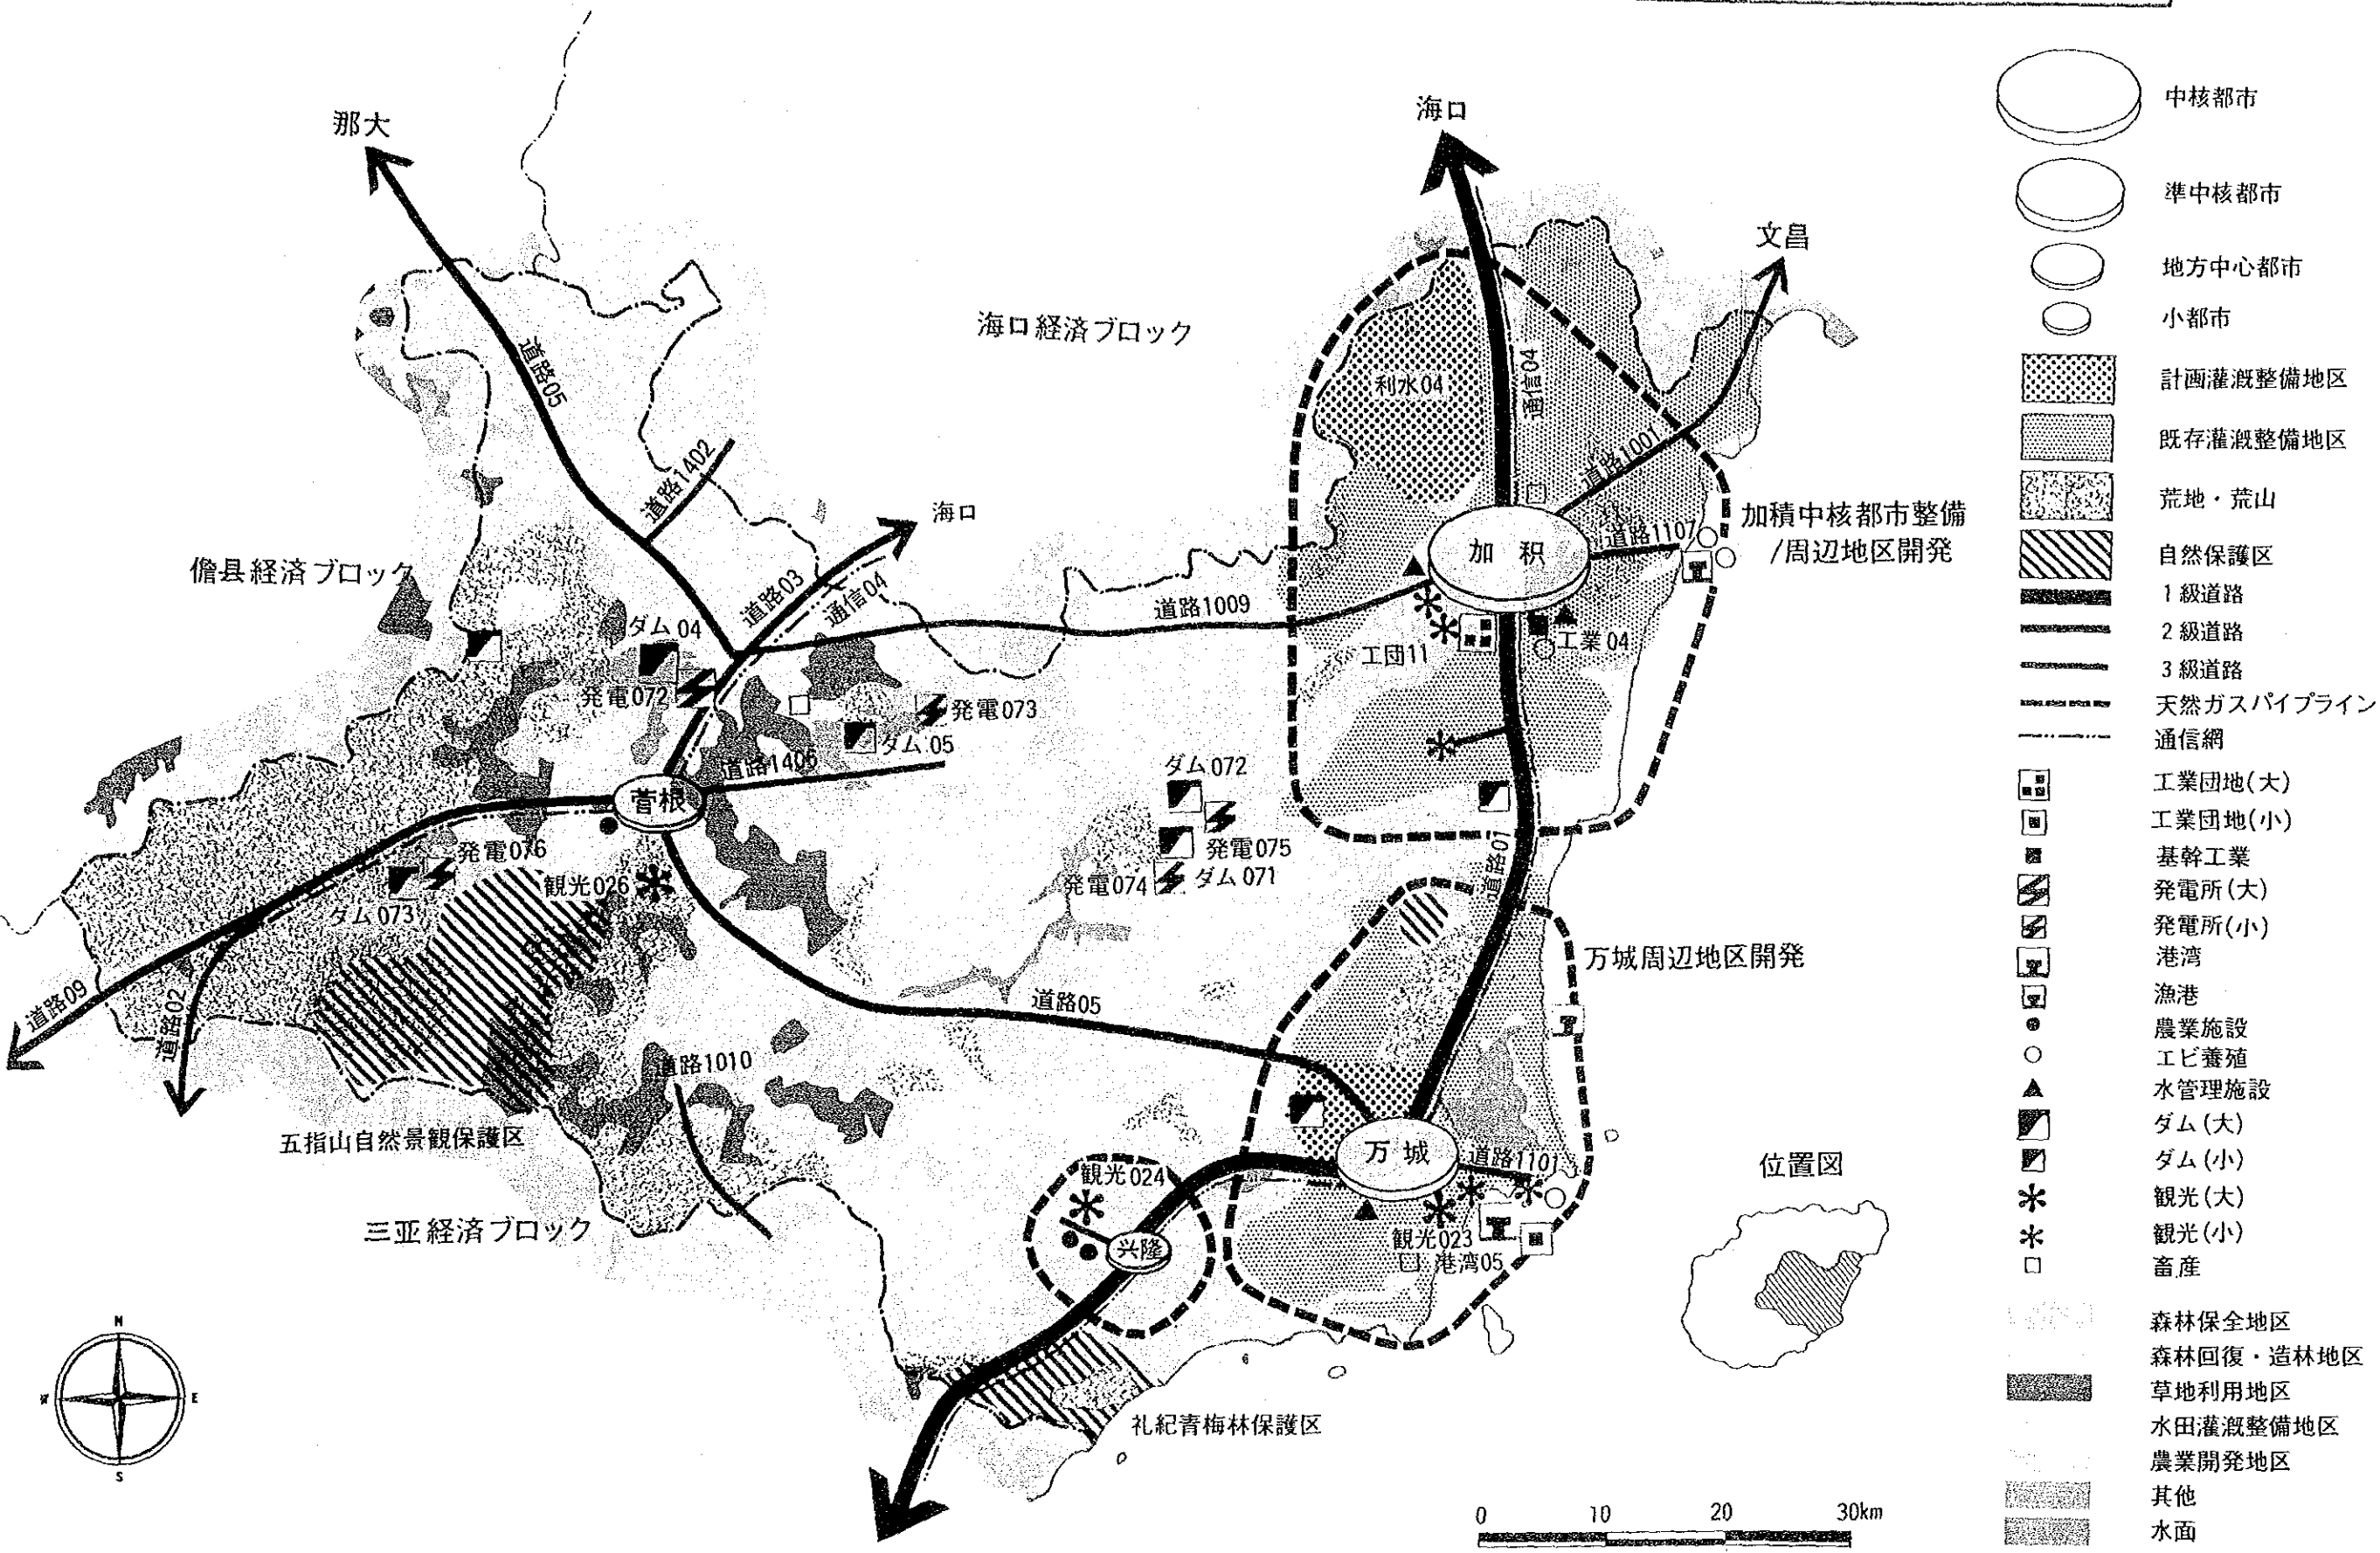 那大
海口
文昌
海口経済ブロック
道路05
利水04
通信04
道路1402
道路1001
海口
加積中核都市整備
/周辺地区開発
儋县経済ブロック
加积
道路1107
道路03
通信04
道路1009
ダム04
工団11
工業04
発電072
発電073
ダム05
道路1406
ダム072
菅根
発電075
発電076
発電074
ダム071
道路01
観光026
ダム073
万城周辺地区開発
道路09
道路02
道路05
道路1010
五指山自然景観保護区
万城
道路1101
観光024
三亚経済ブロック
兴隆
観光023
港湾05
礼紀青梅林保護区
位置図
N
W
E
S
0 10 20 30km
中核都市
準中核都市
地方中心都市
小都市
計画灌漑整備地区
既存灌漑整備地区
荒地・荒山
自然保護区
1級道路
2級道路
3級道路
天然ガスパイプライン
通信網
工業団地(大)
工業団地(小)
基幹工業
発電所(大)
発電所(小)
港湾
漁港
農業施設
エビ養殖
水管理施設
ダム(大)
ダム(小)
観光(大)
観光(小)
畜産
森林保全地区
森林回復・造林地区
草地利用地区
水田灌漑整備地区
農業開発地区
其他
水面